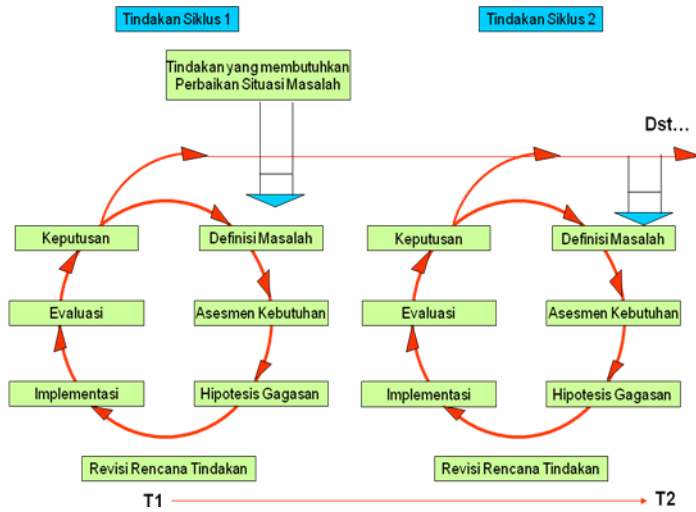 Tindakan Siklus 1
Tindakan Siklus 2
Tindakan yang membutuhkan
Perbaikan Situasi Masalah
Dst...
Keputusan
Definisi Masalah
Keputusan
Definisi Masalah
Evaluasi
Asesmen Kebutuhan
Evaluasi
Asesmen Kebutuhan
Implementasi
Hipotesis Gagasan
Implementasi
Hipotesis Gagasan
Revisi Rencana Tindakan
Revisi Rencana Tindakan
T1
T2